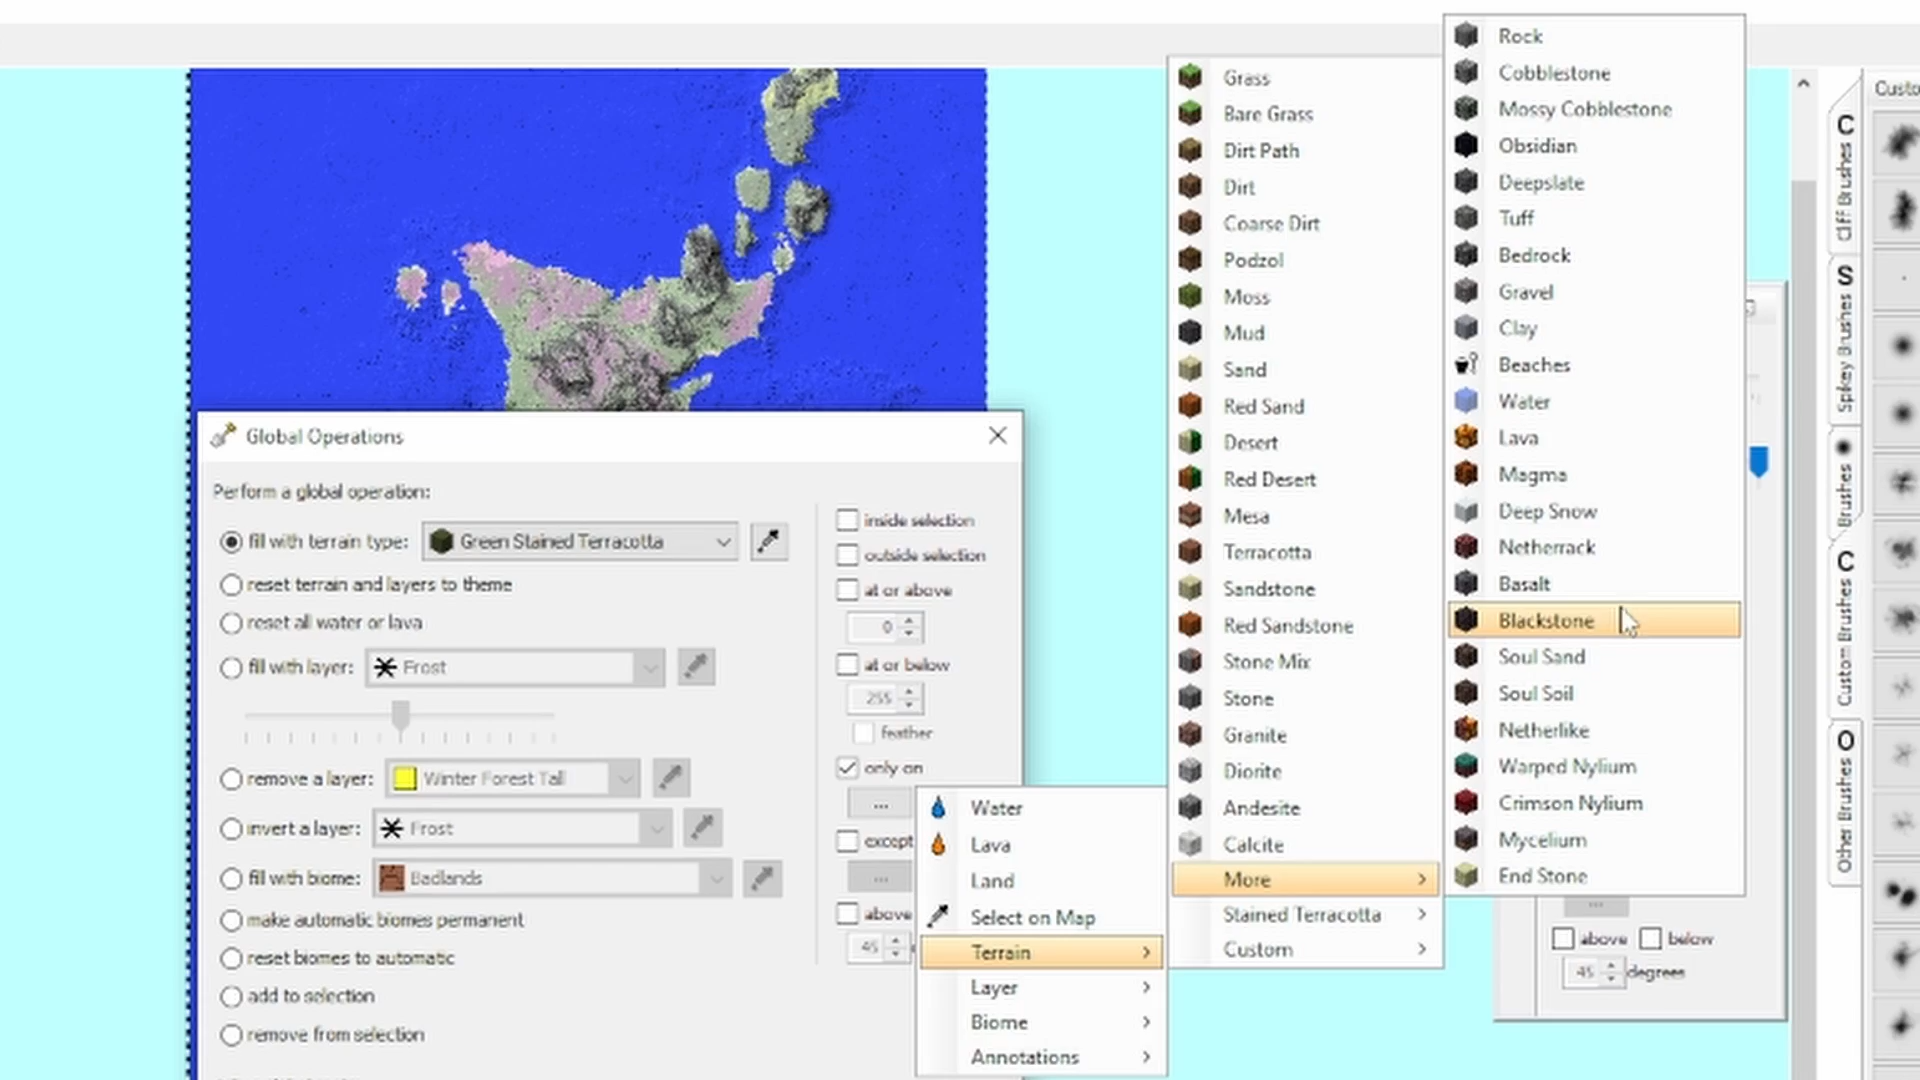 Global Operations
Perform a global operation:
fill with terrain type: Green Stained Terracotta
reset terrain and layers to theme
reset all water or lava
fill with layer: Frost
remove a layer: Winter Forest Tall
invert a layer: Frost
fill with biome: Badlands
make automatic biomes permanent
reset biomes to automatic
add to selection
remove from selection
inside selection
outside selection
at or above
0
at or below
255
feather
only on
...
except
...
above
45
Water
Lava
Land
Select on Map
Terrain
Layer
Biome
Annotations
Grass
Bare Grass
Dirt Path
Dirt
Coarse Dirt
Podzol
Moss
Mud
Sand
Red Sand
Desert
Red Desert
Mesa
Terracotta
Sandstone
Red Sandstone
Stone Mix
Stone
Granite
Diorite
Andesite
Calcite
More
Stained Terracotta
Custom
Rock
Cobblestone
Mossy Cobblestone
Obsidian
Deepslate
Tuff
Bedrock
Gravel
Clay
Beaches
Water
Lava
Magma
Deep Snow
Netherrack
Basalt
Blackstone
Soul Sand
Soul Soil
Netherlike
Warped Nylium
Crimson Nylium
Mycelium
End Stone
...
above below
45 degrees
C
Cliff Brushes
S
Spikey Brushes
Brushes
C
Custom Brushes
O
Other Brushes
Custo